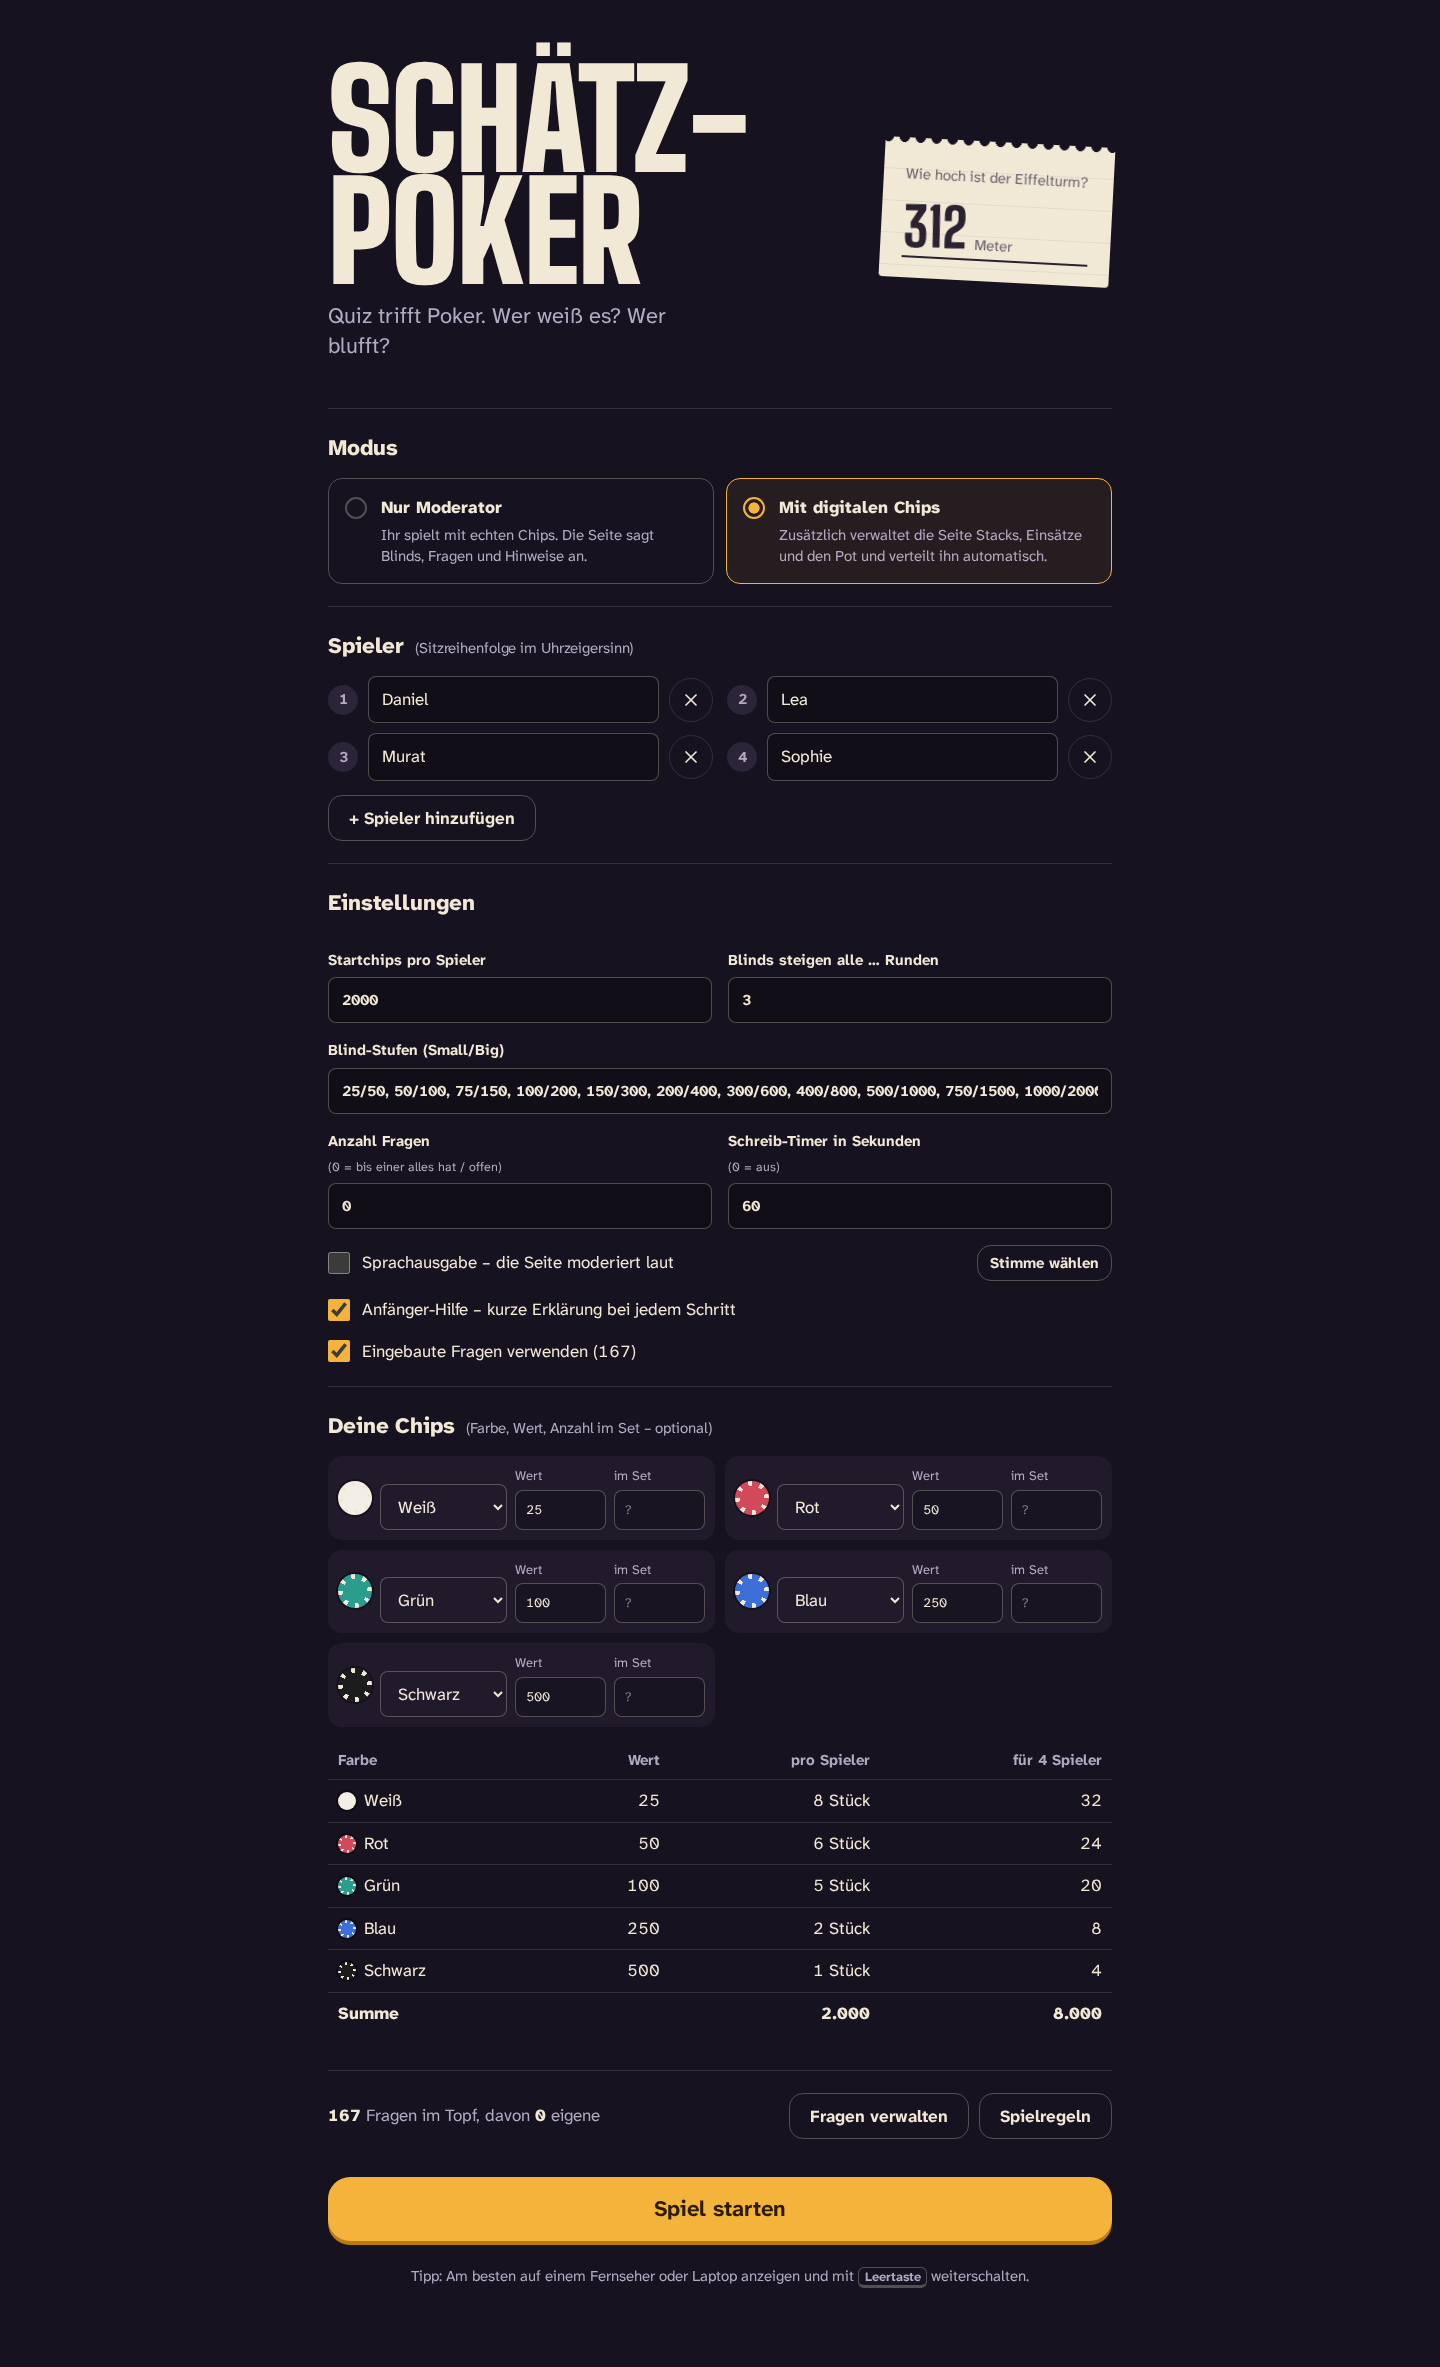 SCHÄTZ-
POKER
Quiz trifft Poker. Wer weiß es? Wer
blufft?
Wie hoch ist der Eiffelturm?
312 Meter
Modus
Nur Moderator
Ihr spielt mit echten Chips. Die Seite sagt
Blinds, Fragen und Hinweise an.
Mit digitalen Chips
Zusätzlich verwaltet die Seite Stacks, Einsätze
und den Pot und verteilt ihn automatisch.
Spieler (Sitzreihenfolge im Uhrzeigersinn)
1 Daniel × 2 Lea ×
3 Murat × 4 Sophie ×
+ Spieler hinzufügen
Einstellungen
Startchips pro Spieler
2000
Blinds steigen alle … Runden
3
Blind-Stufen (Small/Big)
25/50, 50/100, 75/150, 100/200, 150/300, 200/400, 300/600, 400/800, 500/1000, 750/1500, 1000/2000
Anzahl Fragen
(0 = bis einer alles hat / offen)
0
Schreib-Timer in Sekunden
(0 = aus)
60
Sprachausgabe – die Seite moderiert laut
Stimme wählen
Anfänger-Hilfe – kurze Erklärung bei jedem Schritt
Eingebaute Fragen verwenden (167)
Deine Chips (Farbe, Wert, Anzahl im Set – optional)
Wert im Set
Weiß 25 ?
Wert im Set
Rot 50 ?
Wert im Set
Grün 100 ?
Wert im Set
Blau 250 ?
Wert im Set
Schwarz 500 ?
Farbe Wert pro Spieler für 4 Spieler
Weiß 25 8 Stück 32
Rot 50 6 Stück 24
Grün 100 5 Stück 20
Blau 250 2 Stück 8
Schwarz 500 1 Stück 4
Summe 2.000 8.000
167 Fragen im Topf, davon 0 eigene
Fragen verwalten
Spielregeln
Spiel starten
Tipp: Am besten auf einem Fernseher oder Laptop anzeigen und mit Leertaste weiterschalten.